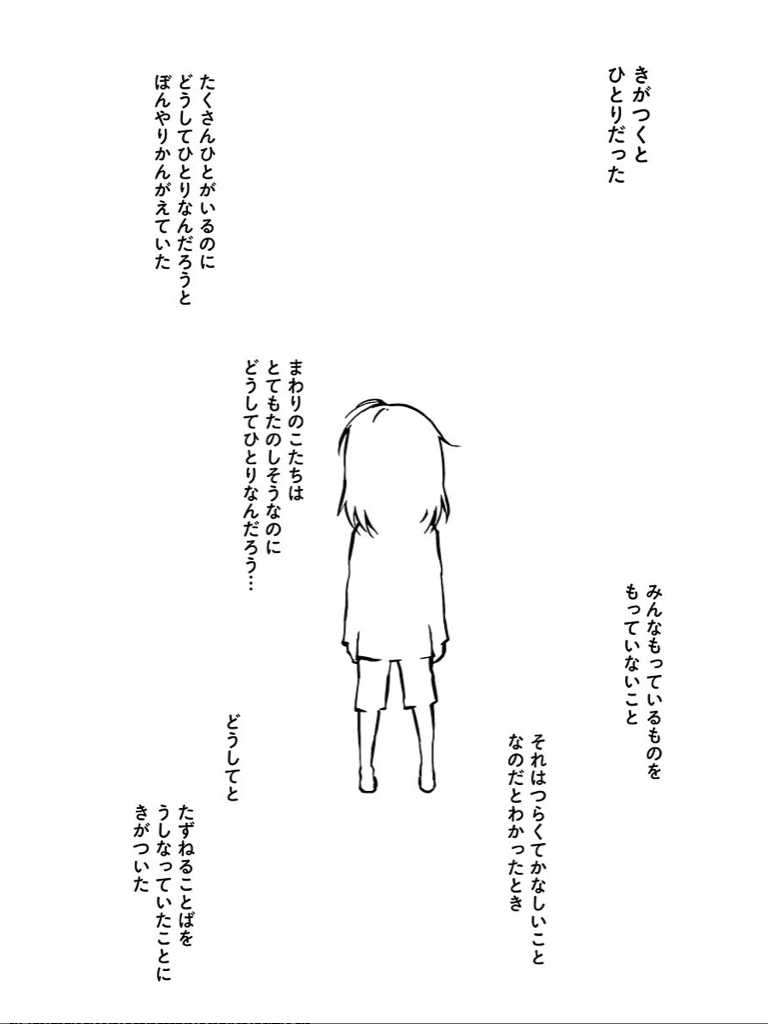 きがつくと
ひとりだった
たくさんひとがいるのに
どうしてひとりなんだろうと
ぼんやりかんがえていた
まわりのこたちは
とてもたのしそうなのに
どうしてひとりなんだろう…
みんなもっているものを
もっていないこと
それはつらくてかなしいこと
なのだとわかったとき
どうしてと
たずねることばを
うしなっていたことに
きがついた